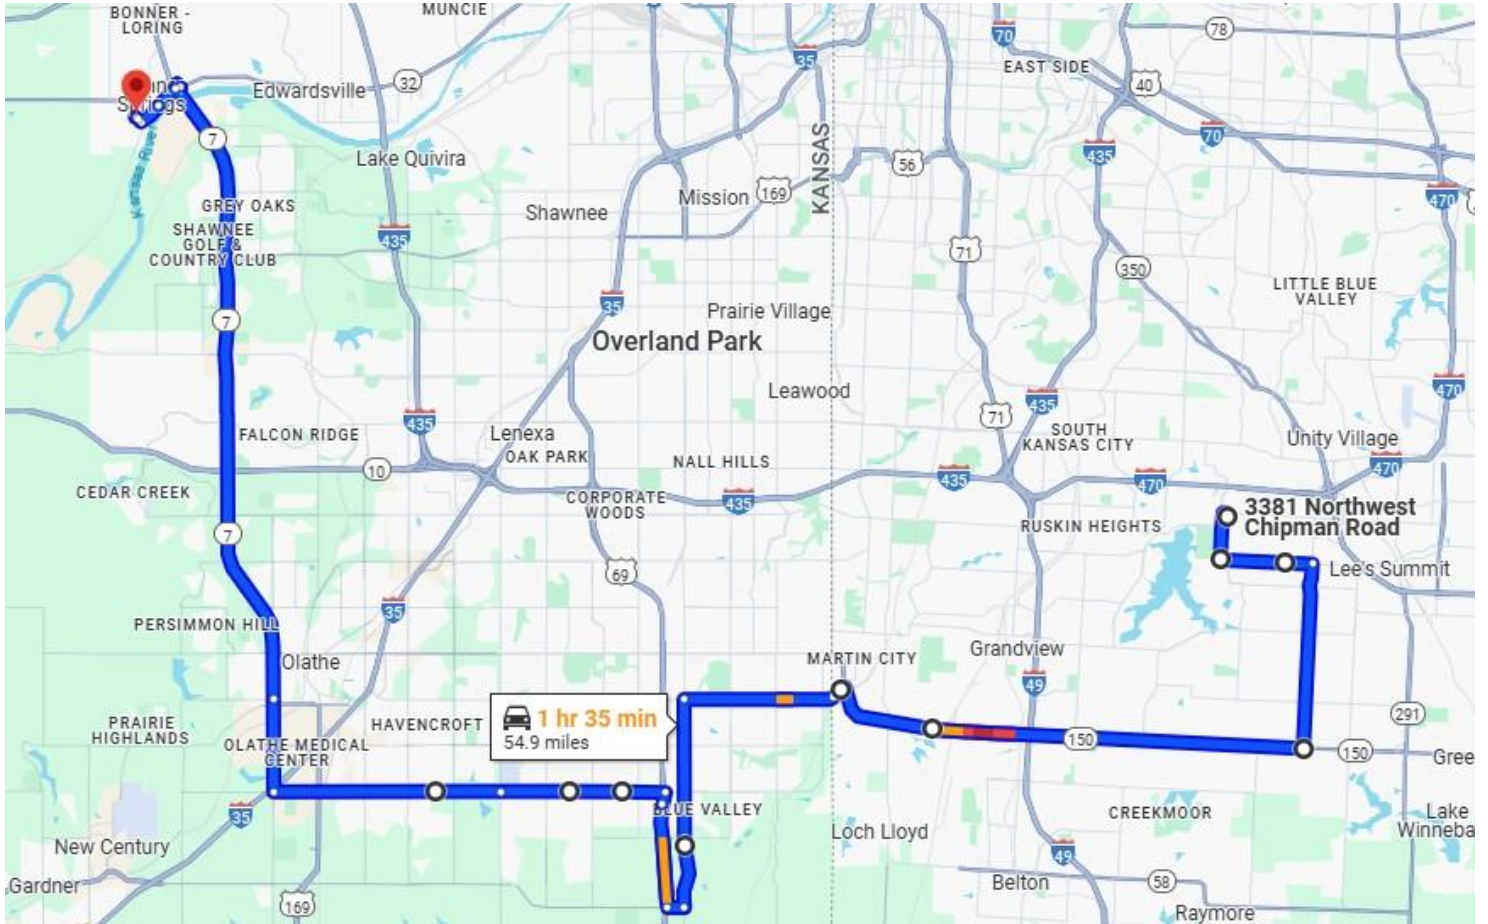 BONNER -
LORING
MUCIE
78
70
35
EAST SIDE
32
Edwardsville
40
Springs
7
70
435
Lake Quivira
56
KANSAS
Kansas River
Mission
169
470
GREY OAKS
Shawnee
SHAWNEE
GOLF &
COUNTRY CLUB
435
71
350
LITTLE BLUE
VALLEY
35
Prairie Village
7
Overland Park
Leawood
470
435
71
435
SOUTH
KANSAS CITY
FALCON RIDGE
Lenexa
OAK PARK
Unity Village
NALL HILLS
10
470
435
470
CEDAR CREEK
CORPORATE
WOODS
435
3381 Northwest
Chipman Road
RUSKIN HEIGHTS
7
69
Lee's Summit
35
PERSIMMON HILL
Olathe
Grandview
MARTIN CITY
49
1 hr 35 min
54.9 miles
HAVENCROFT
PRAIRIE
HIGHLANDS
291
OLATHE MEDICAL
CENTER
150
150
Gree
BLUE VALLEY
35
CREEKMOOR
Lake
Winneba
Loch Lloyd
New Century
49
Gardner
Belton
58
169
Raymore